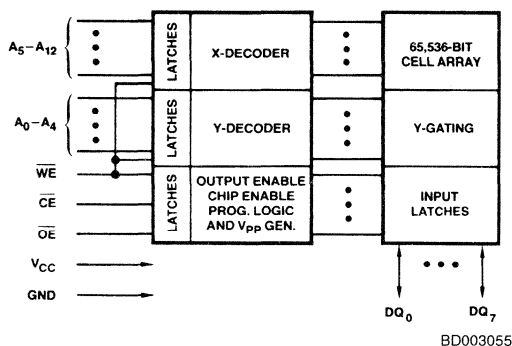 A5–A12
LATCHES
X-DECODER
65,536-BIT
CELL ARRAY
A0–A4
LATCHES
Y-DECODER
Y-GATING
WE
CE
OE
LATCHES
OUTPUT ENABLE
CHIP ENABLE
PROG. LOGIC
AND VPP GEN.
INPUT
LATCHES
VCC
GND
DQ0
DQ7
BD003055